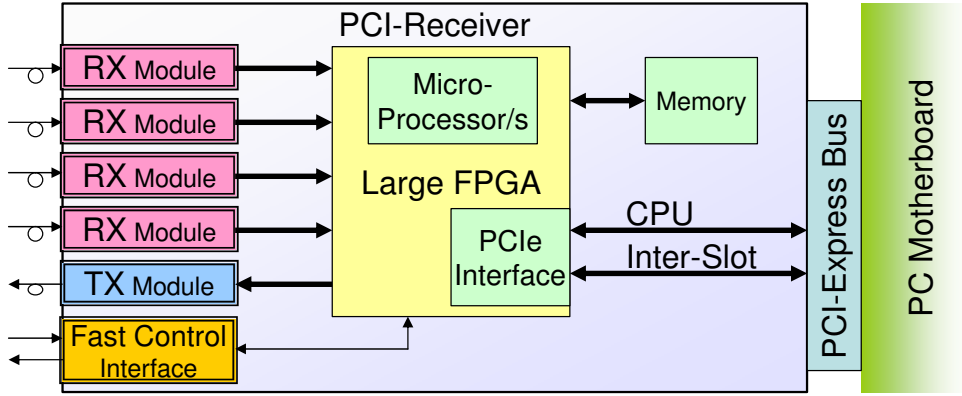 PCI-Receiver
RX Module
RX Module
RX Module
RX Module
TX Module
Fast Control
Interface
Micro-
Processor/s
Large FPGA
PCIe
Interface
Memory
CPU
Inter-Slot
PCI-Express Bus
PC Motherboard